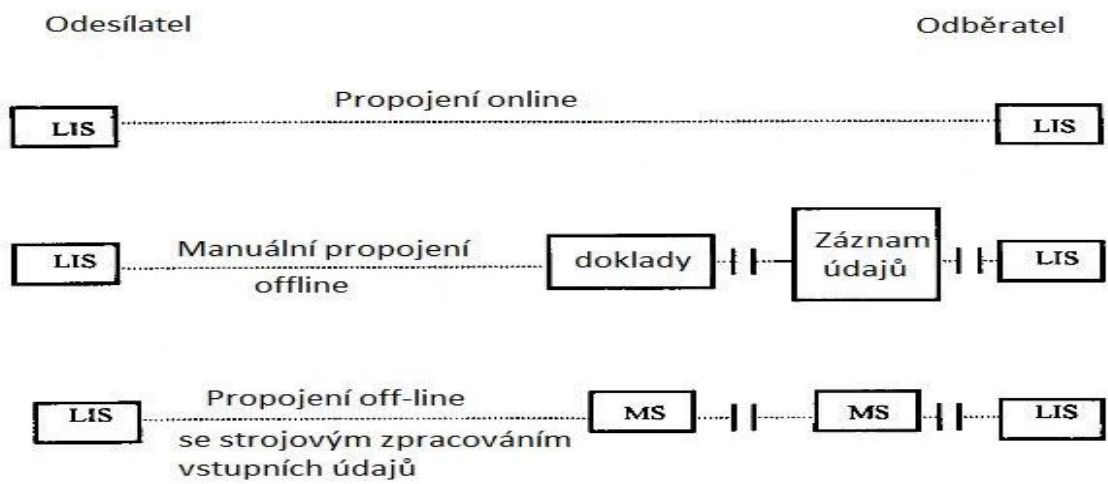 Odesílatel Odběratel
Propojení online
LIS LIS
Manuální propojení
offline
LIS doklady Záznam
údajů LIS
Propojení off-line
LIS MS MS LIS
se strojovým zpracováním
vstupních údajů